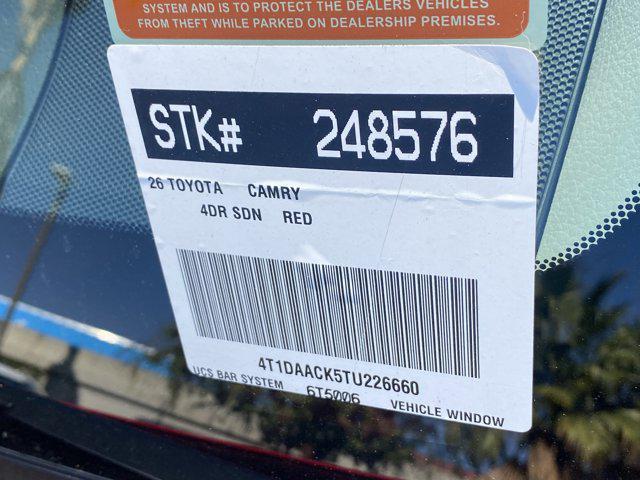 SYSTEM AND IS TO PROTECT THE DEALERS VEHICLES
FROM THEFT WHILE PARKED ON DEALERSHIP PREMISES.
STK# 248576
26 TOYOTA CAMRY
4DR SDN RED
4T1DAACK5TU226660
UCS BAR SYSTEM 6T5006 VEHICLE WINDOW